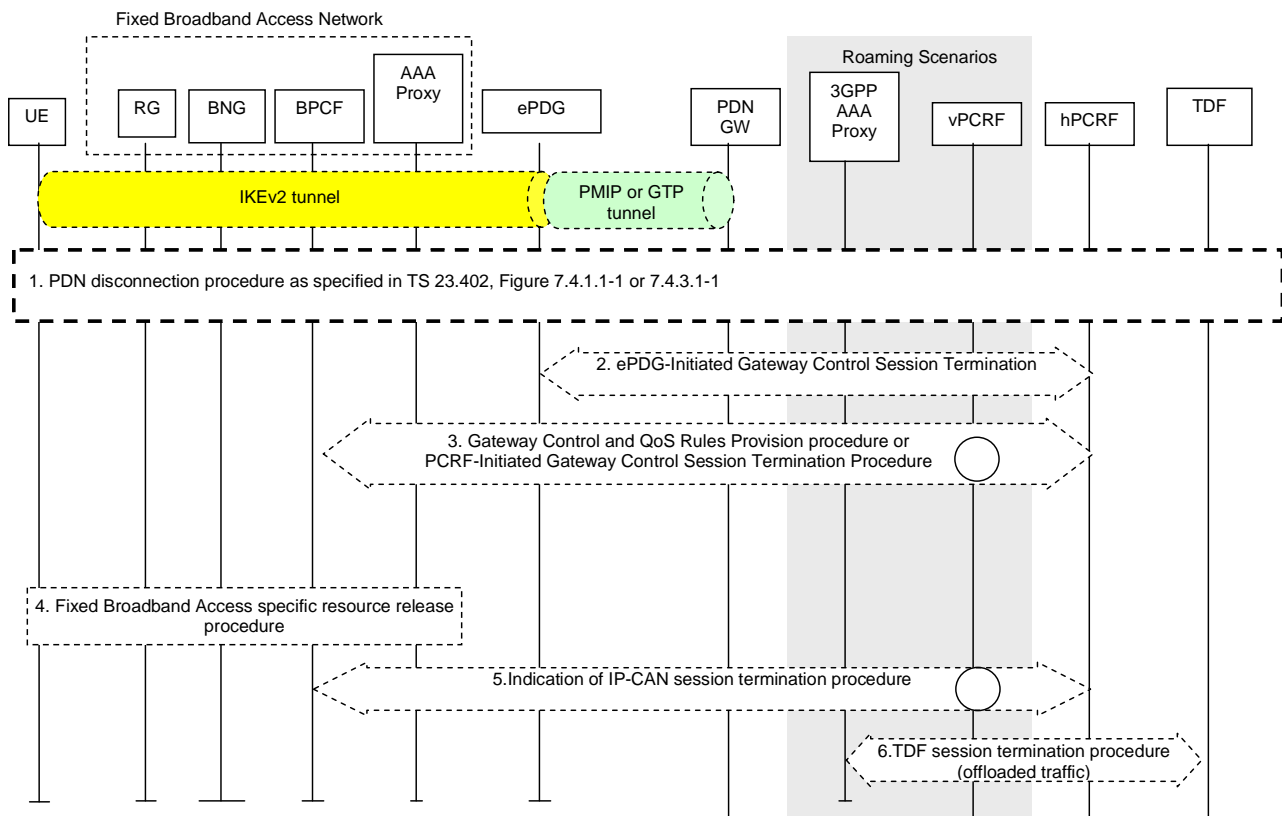 Fixed Broadband Access Network
Roaming Scenarios
UE
RG
BNG
BPCF
AAA
Proxy
ePDG
PDN
GW
3GPP
AAA
Proxy
vPCRF
hPCRF
TDF
IKEv2 tunnel
PMIP or GTP
tunnel
1. PDN disconnection procedure as specified in TS 23.402, Figure 7.4.1.1-1 or 7.4.3.1-1
2. ePDG-Initiated Gateway Control Session Termination
3. Gateway Control and QoS Rules Provision procedure or
PCRF-Initiated Gateway Control Session Termination Procedure
4. Fixed Broadband Access specific resource release
procedure
5.Indication of IP-CAN session termination procedure
6.TDF session termination procedure
(offloaded traffic)